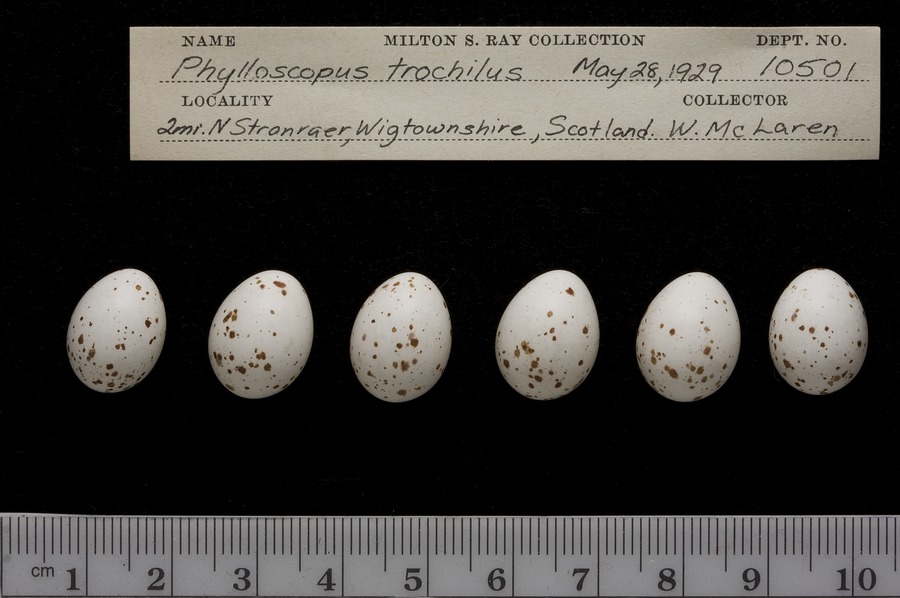 NAME MILTON S. RAY COLLECTION DEPT. NO.
Phylloscopus trochilus May 28, 1929 10501
LOCALITY COLLECTOR
2mi. N Stranraer, Wigtownshire, Scotland. W. McLaren
cm 1 2 3 4 5 6 7 8 9 10